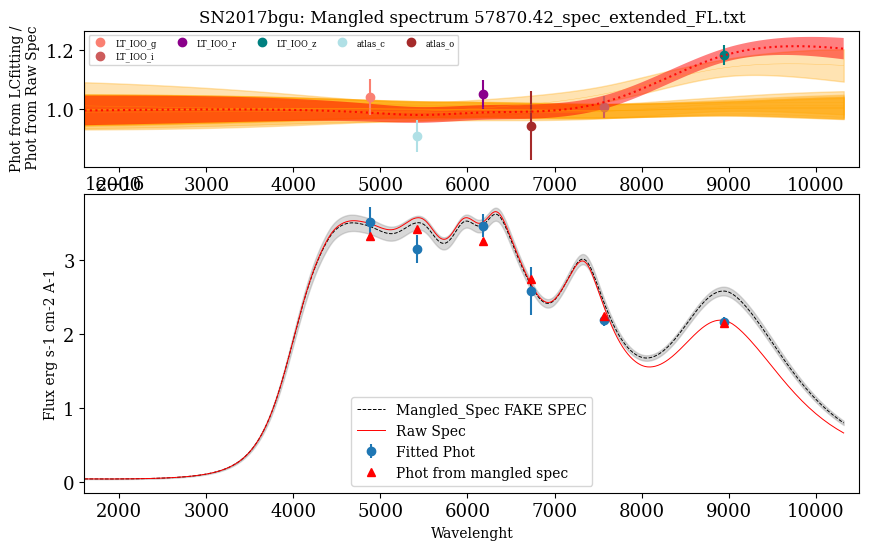 SN2017bgu: Mangled spectrum 57870.42_spec_extended_FL.txt
Phot from LCfitting /
Phot from Raw Spec
LT_IOO_g LT_IOO_r LT_IOO_z atlas_c atlas_o
LT_IOO_i
1.2
1.0
2000 3000 4000 5000 6000 7000 8000 9000 10000
1e−16
Flux erg s-1 cm-2 A-1
3
2
1
0
Mangled_Spec FAKE SPEC
Raw Spec
Fitted Phot
Phot from mangled spec
2000 3000 4000 5000 6000 7000 8000 9000 10000
Wavelenght